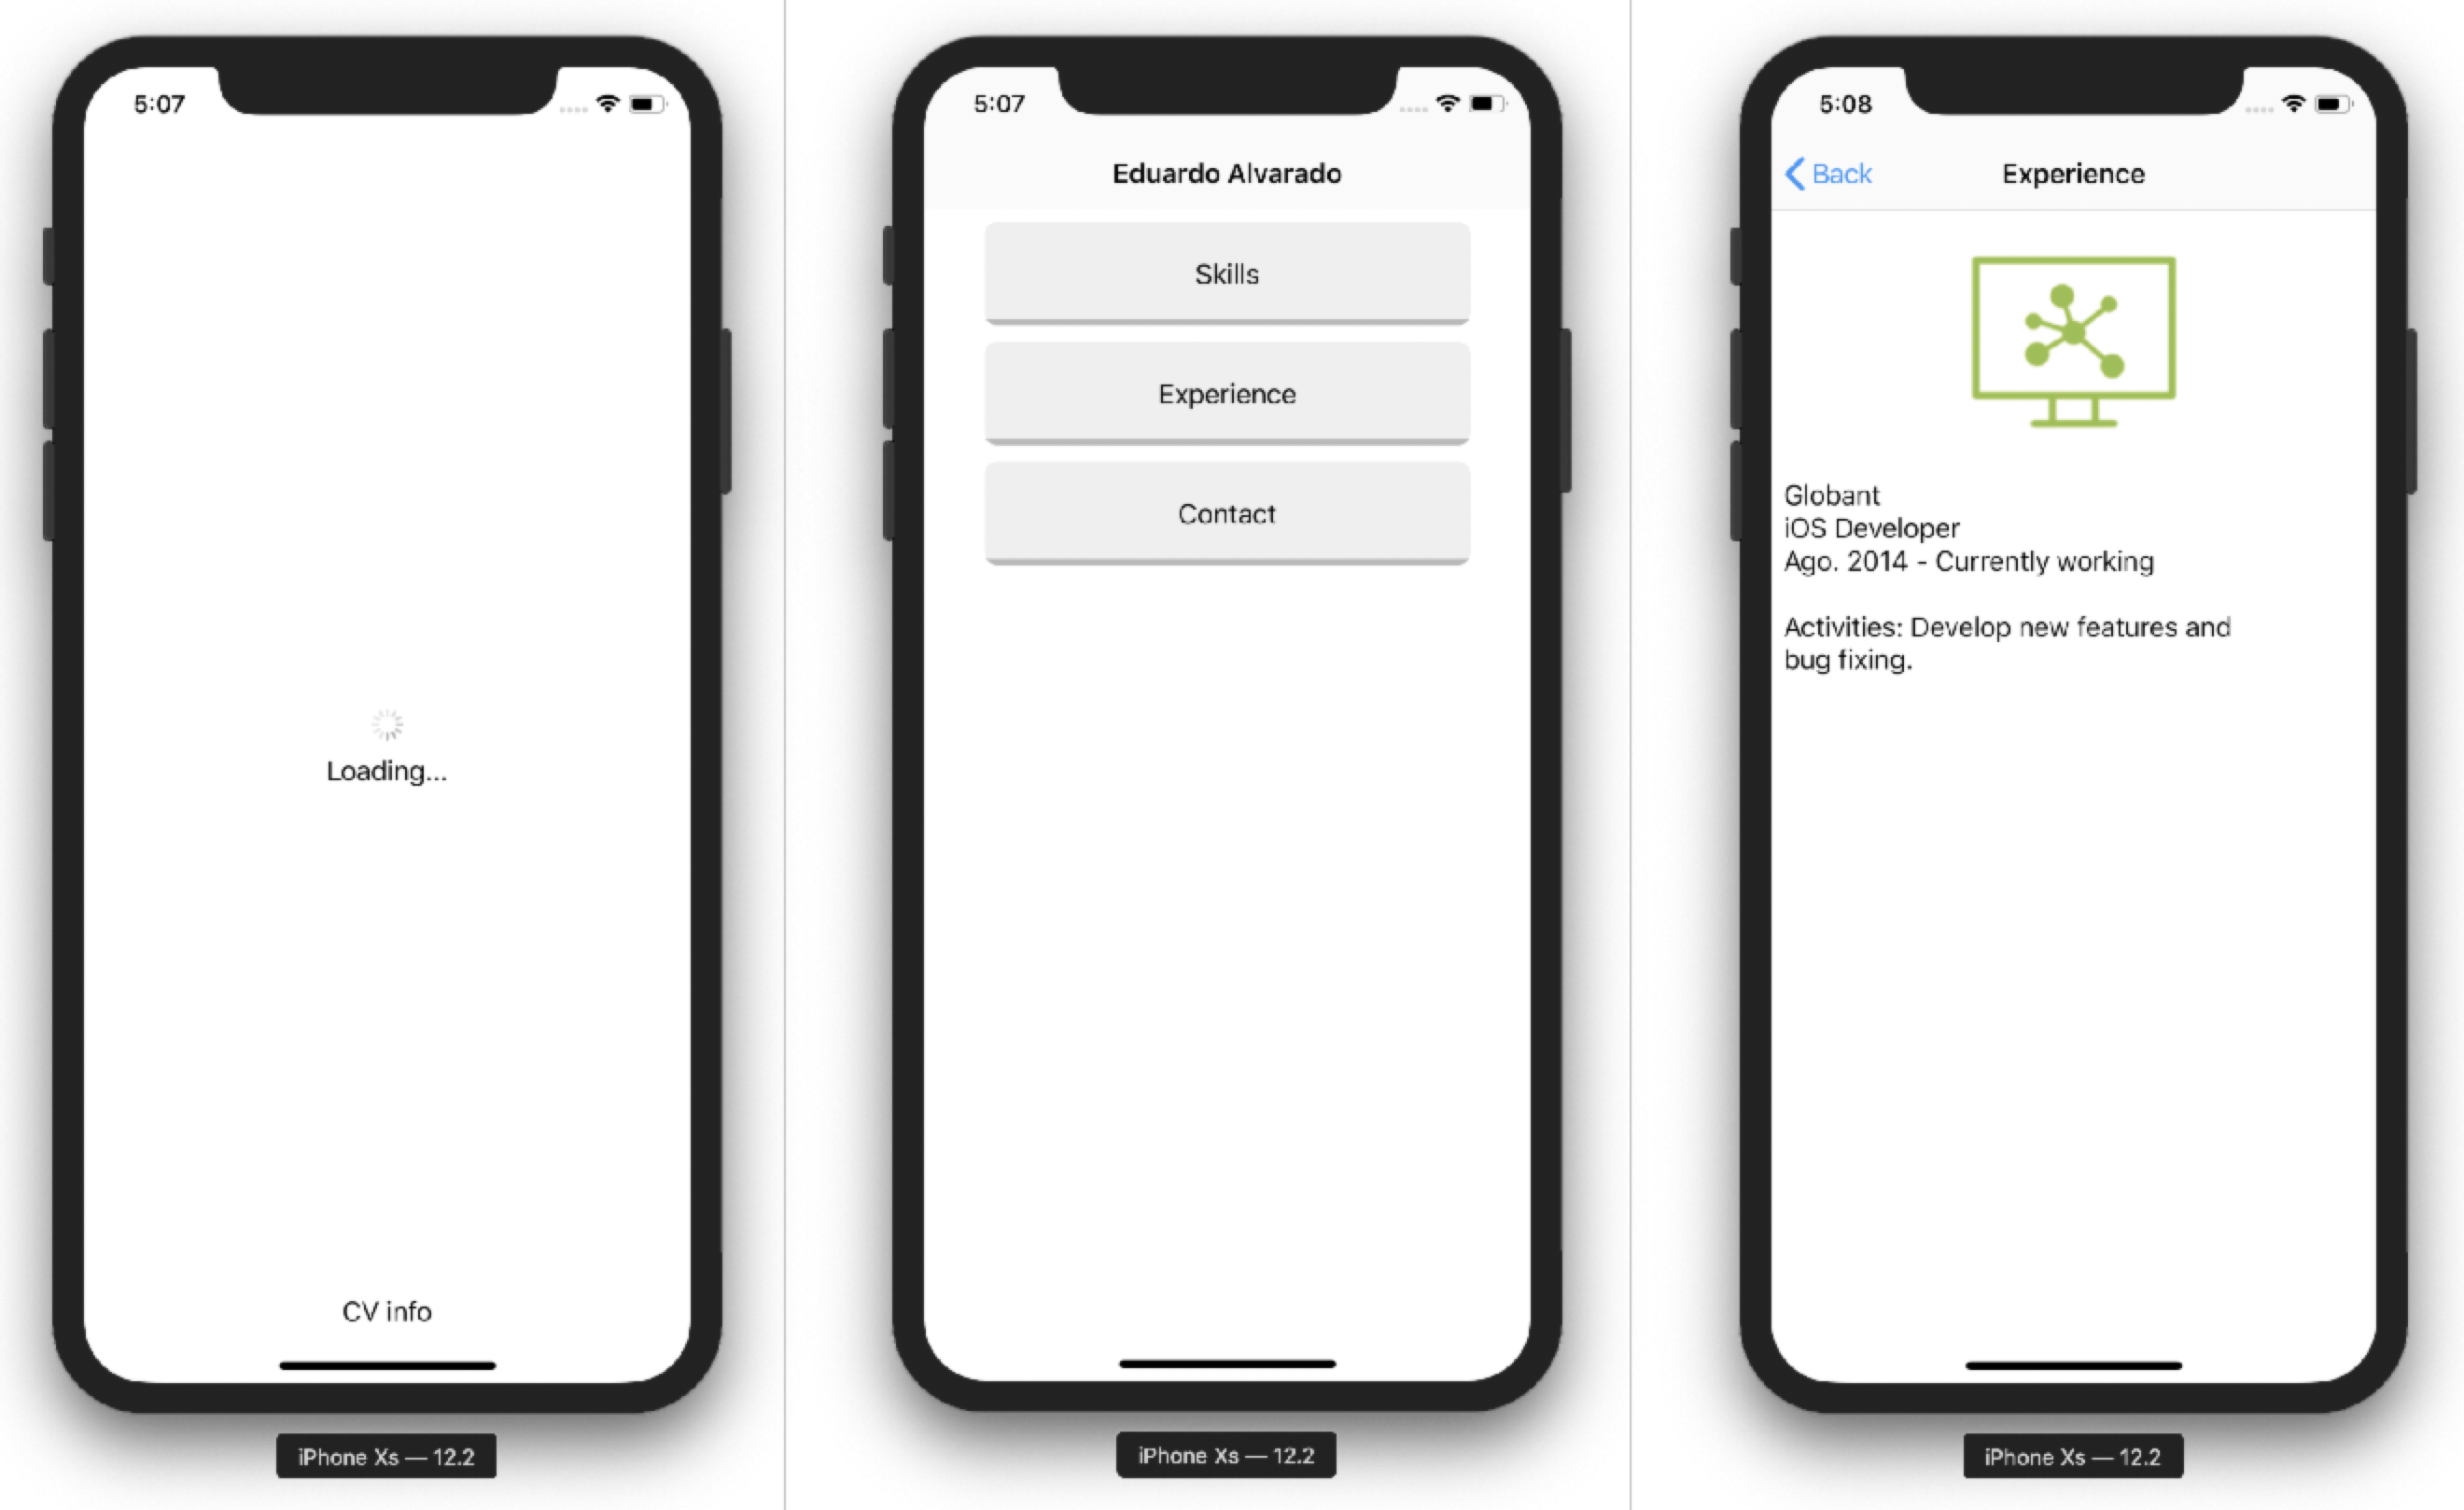 5:07
Loading...
CV info
iPhone Xs — 12.2
5:07
Eduardo Alvarado
Skills
Experience
Contact
iPhone Xs — 12.2
5:08
Back
Experience
Globant
iOS Developer
Ago. 2014 - Currently working
Activities: Develop new features and
bug fixing.
iPhone Xs — 12.2